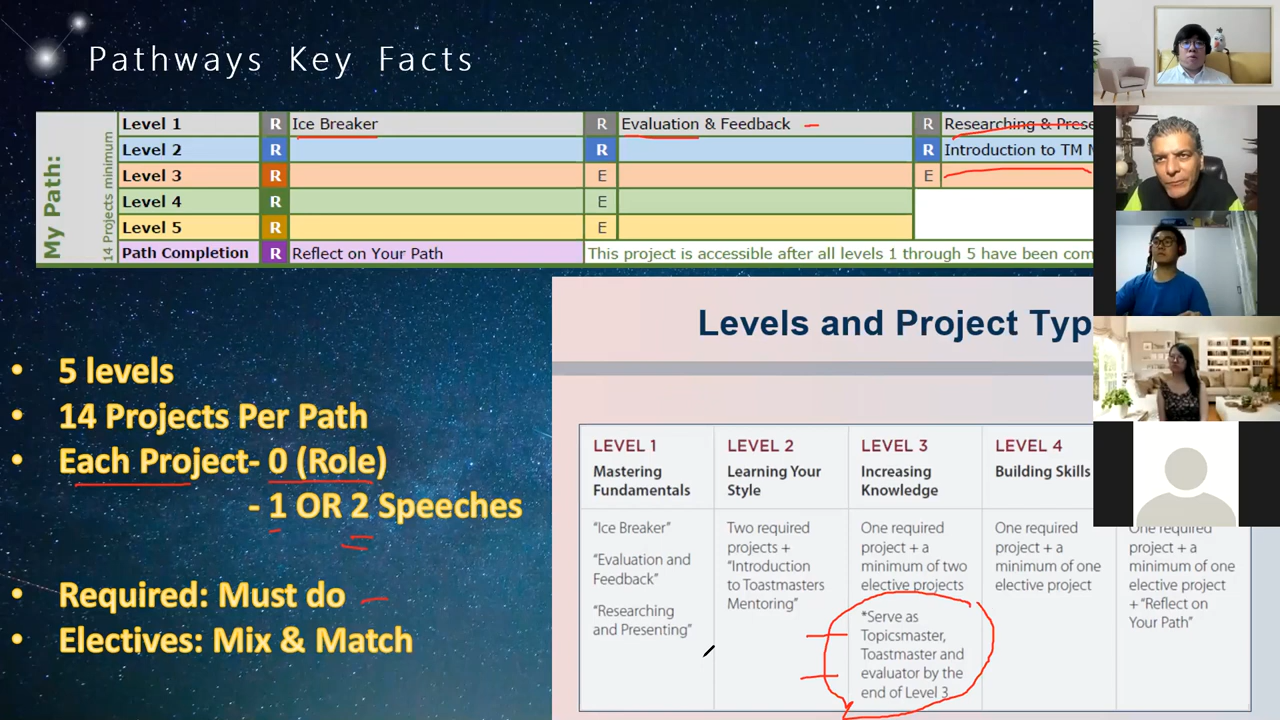 Pathways Key Facts
My Path:
14 Projects minimum
Level 1 R Ice Breaker R Evaluation & Feedback R Researching & Prese
Level 2 R R R Introduction to TM M
Level 3 R E E
Level 4 R E
Level 5 R E
Path Completion R Reflect on Your Path This project is accessible after all levels 1 through 5 have been com
• 5 levels
• 14 Projects Per Path
• Each Project- 0 (Role)
- 1 OR 2 Speeches
• Required: Must do
• Electives: Mix & Match
Levels and Project Typ
LEVEL 1
Mastering
Fundamentals
"Ice Breaker"
"Evaluation and
Feedback"
"Researching
and Presenting"
LEVEL 2
Learning Your
Style
Two required
projects +
"Introduction
to Toastmasters
Mentoring"
LEVEL 3
Increasing
Knowledge
One required
project + a
minimum of two
elective projects
*Serve as
Topicsmaster,
Toastmaster and
evaluator by the
end of Level 3
LEVEL 4
Building Skills
One required
project + a
minimum of one
elective project
One required
project + a
minimum of one
elective project
+ "Reflect on
Your Path"